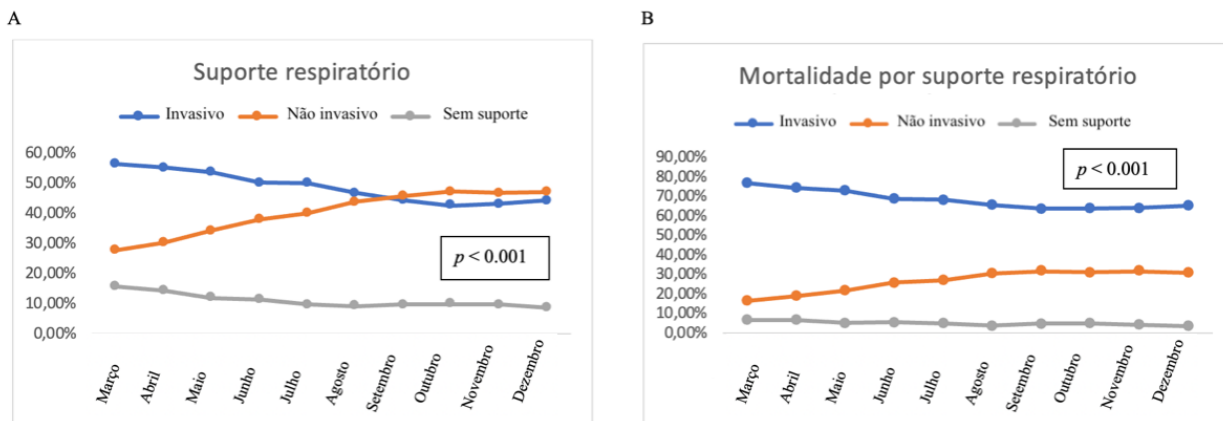 A
Suporte respiratório
Invasivo Não invasivo Sem suporte
60,00%
50,00%
40,00%
30,00%
20,00%
10,00%
0,00%
p < 0.001
Março
Abril
Maio
Junho
Julho
Agosto
Setembro
Outubro
Novembro
Dezembro
B
Mortalidade por suporte respiratório
Invasivo Não invasivo Sem suporte
90,00%
80,00%
70,00%
60,00%
50,00%
40,00%
30,00%
20,00%
10,00%
0,00%
p < 0.001
Março
Abril
Maio
Junho
Julho
Agosto
Setembro
Outubro
Novembro
Dezembro